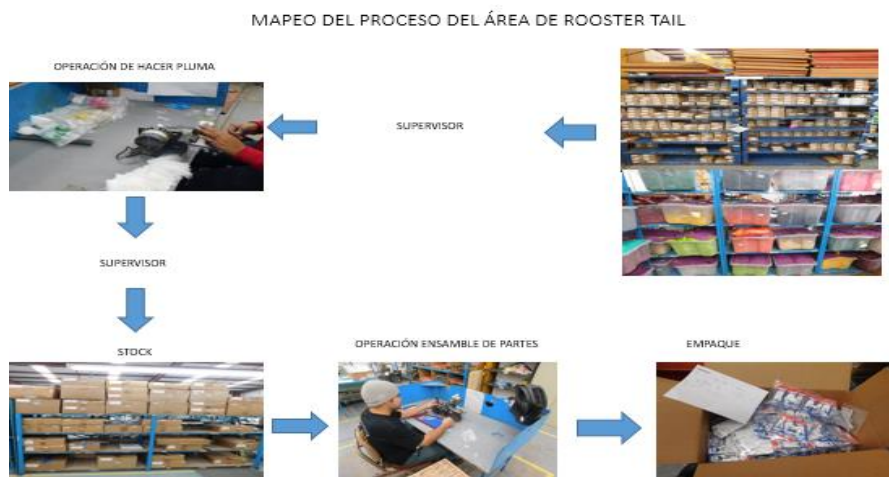 MAPEO DEL PROCESO DEL ÁREA DE ROOSTER TAIL
OPERACIÓN DE HACER PLUMA
SUPERVISOR
SUPERVISOR
STOCK
OPERACIÓN ENSAMBLE DE PARTES
EMPAQUE